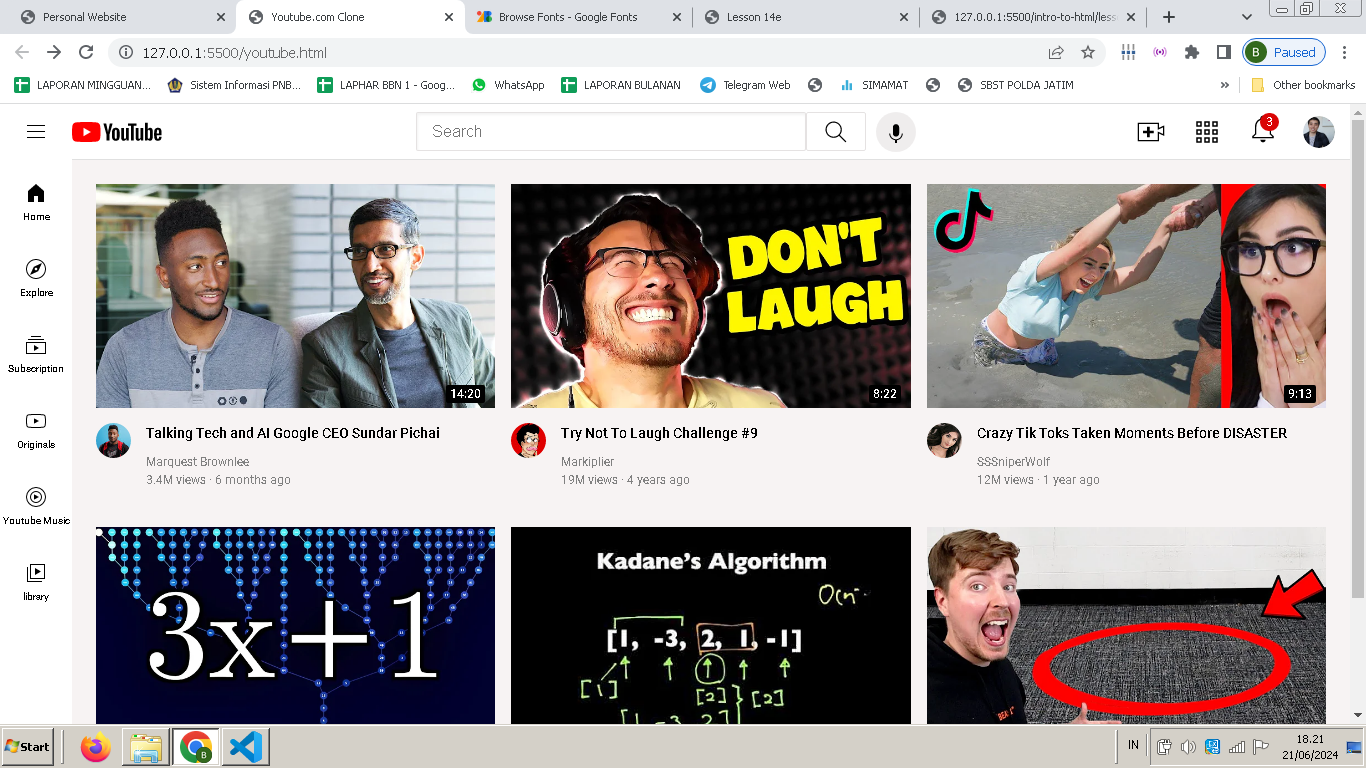 Personal Website
Youtube.com Clone
Browse Fonts - Google Fonts
Lesson 14e
127.0.0.1:5500/intro-to-html/less
127.0.0.1:5500/youtube.html
B
Paused
LAPORAN MINGGUAN...
Sistem Informasi PNB...
LAPHAR BBN 1 - Goog...
WhatsApp
LAPORAN BULANAN
Telegram Web
SIMAMAT
SBST POLDA JATIM
»
Other bookmarks
YouTube
Search
3
Home
Explore
Subscription
Originals
Youtube Music
library
14:20
Talking Tech and AI Google CEO Sundar Pichai
Marquest Brownlee
3.4M views · 6 months ago
DON'T
LAUGH
8:22
Try Not To Laugh Challenge #9
Markiplier
19M views · 4 years ago
9:13
Crazy Tik Toks Taken Moments Before DISASTER
SSSniperWolf
12M views · 1 year ago
3x+1
Kadane's Algorithm
[1, -3, 2, 1, -1]
[1]
[2]
[2]
Start
B
IN
18.21
21/06/2024